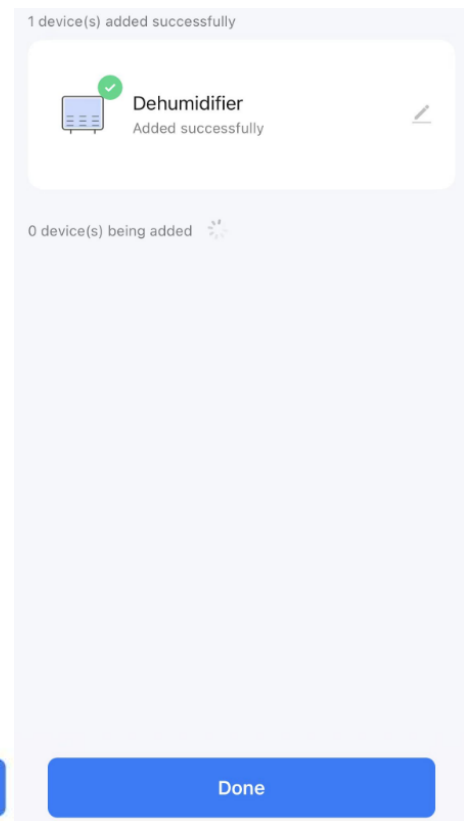 1 device(s) added successfully
Dehumidifier
Added successfully
0 device(s) being added
Done